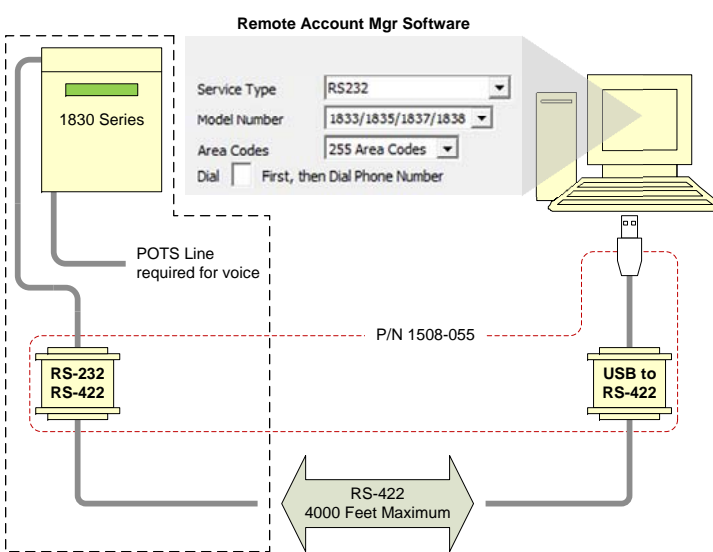 Remote Account Mgr Software
1830 Series
Service Type RS232
Model Number 1833/1835/1837/1838
Area Codes 255 Area Codes
Dial First, then Dial Phone Number
POTS Line
required for voice
P/N 1508-055
RS-232
RS-422
USB to
RS-422
RS-422
4000 Feet Maximum